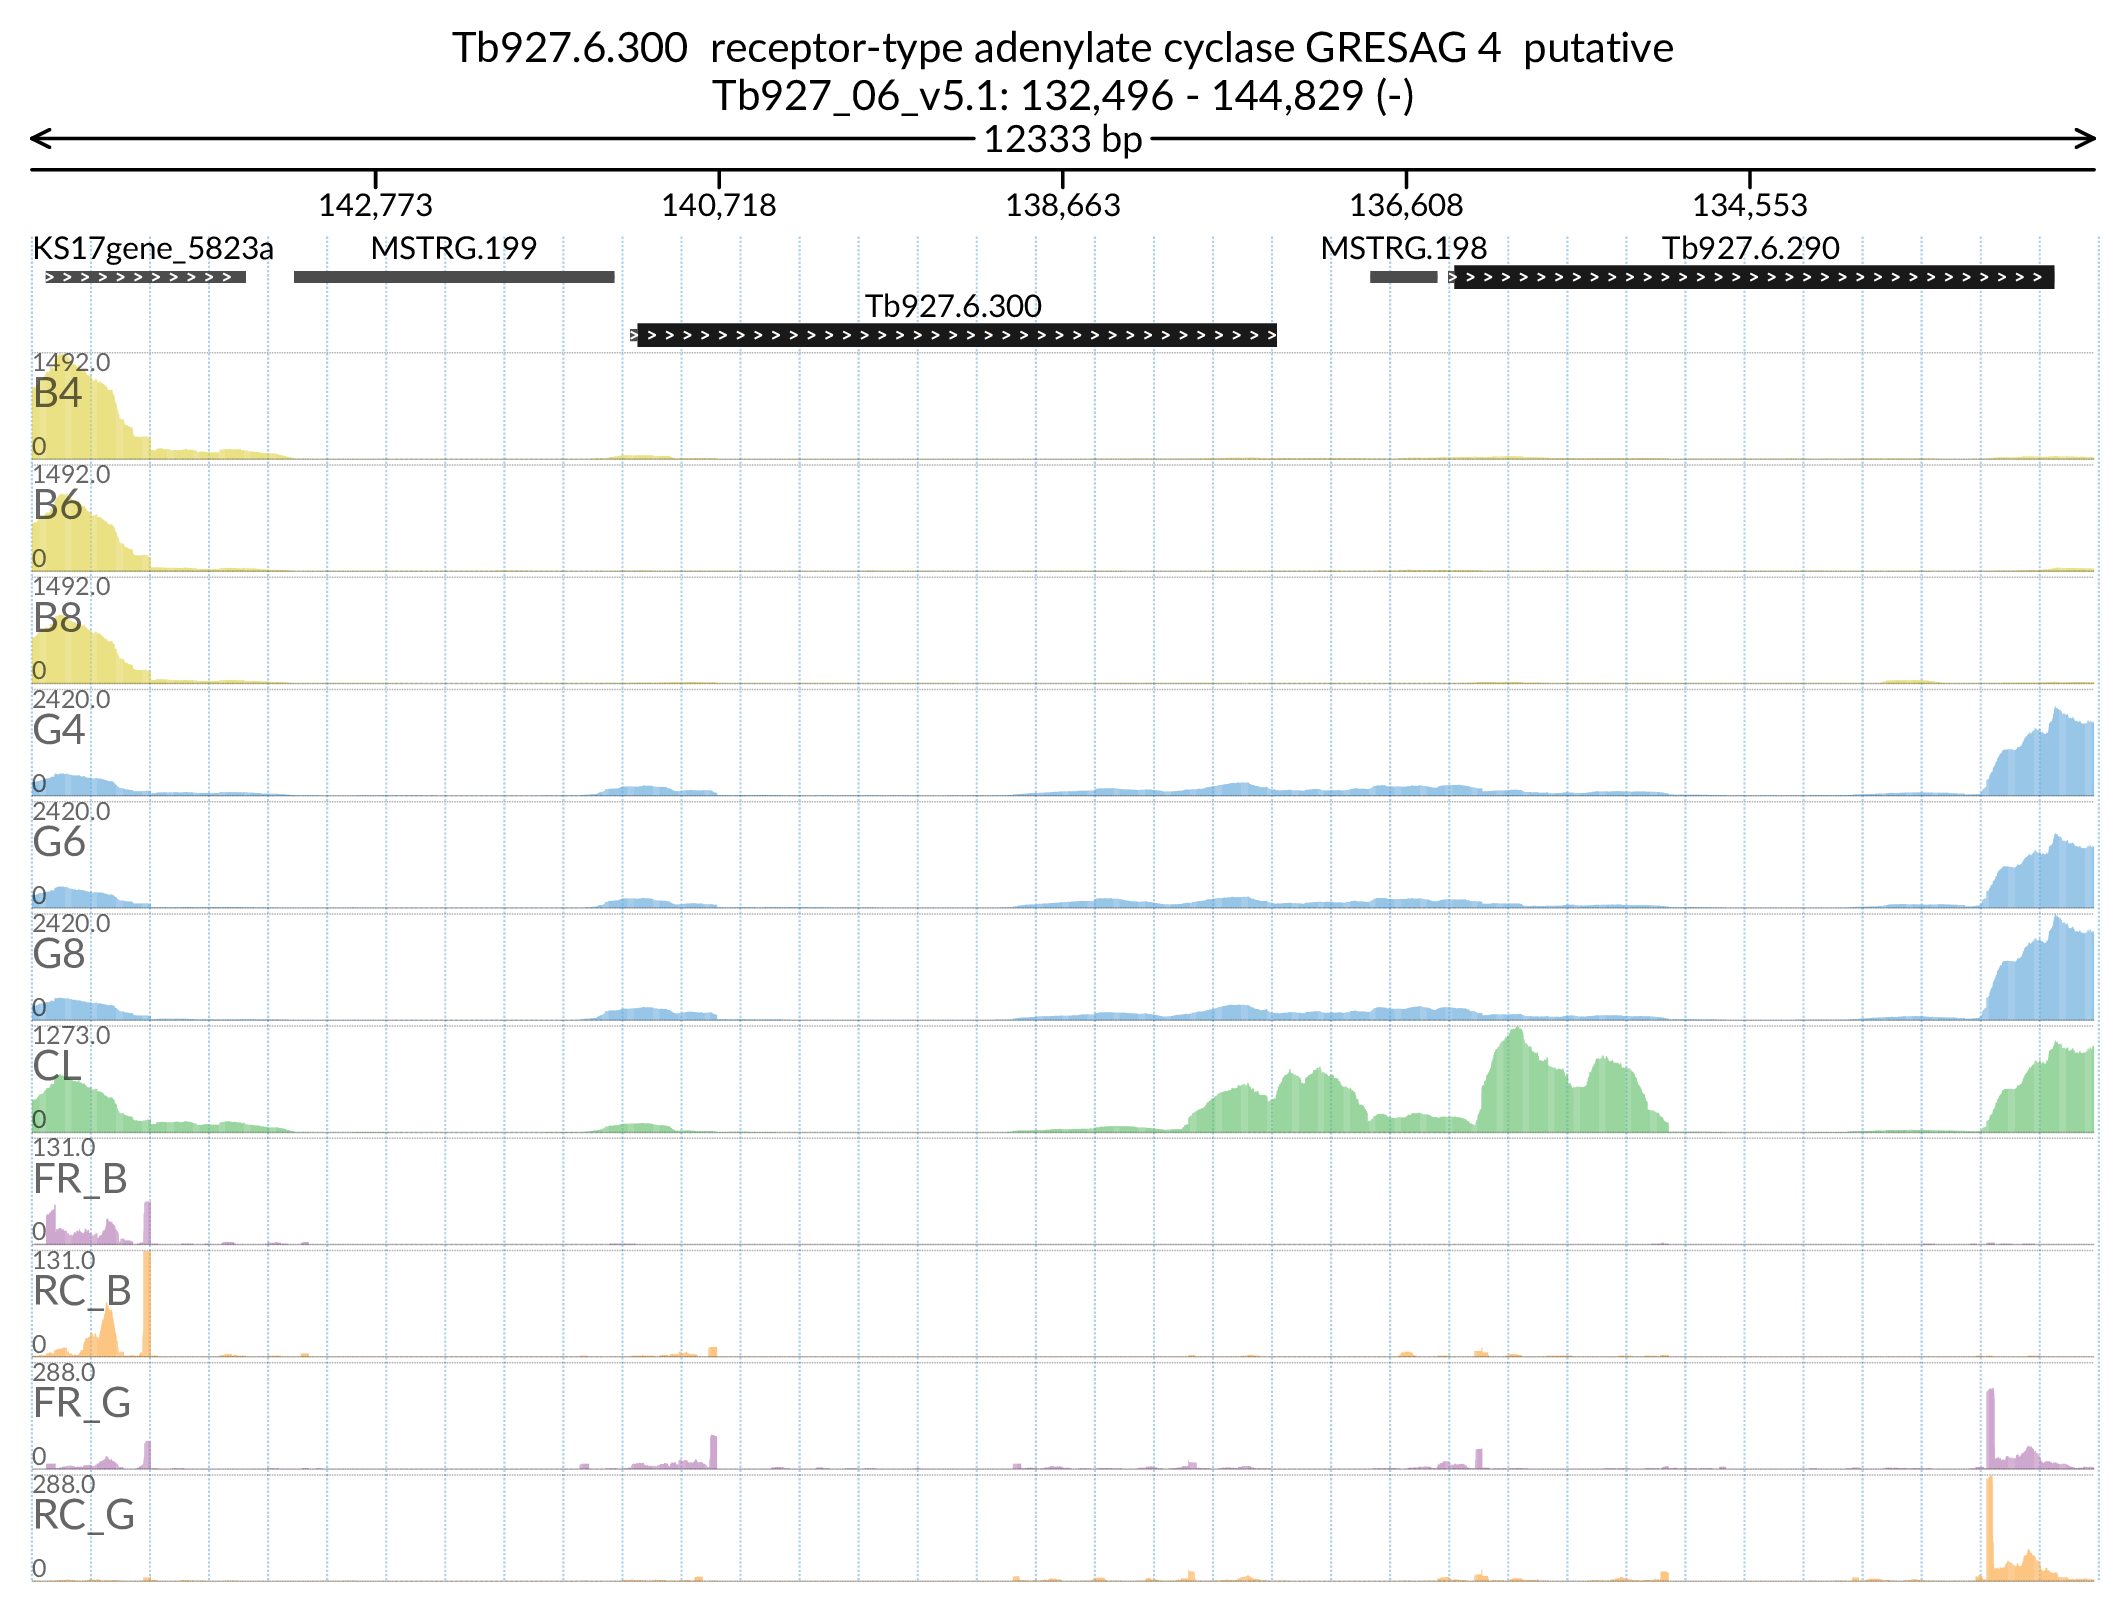 Tb927.6.300  receptor-type adenylate cyclase GRESAG 4  putative
Tb927_06_v5.1: 132,496 - 144,829 (-)
12333 bp
142,773 140,718 138,663 136,608 134,553
KS17gene_5823a MSTRG.199 MSTRG.198 Tb927.6.290
Tb927.6.300
1492.0
B4
0
1492.0
B6
0
1492.0
B8
0
2420.0
G4
0
2420.0
G6
0
2420.0
G8
0
1273.0
CL
0
131.0
FR_B
0
131.0
RC_B
0
288.0
FR_G
0
288.0
RC_G
0